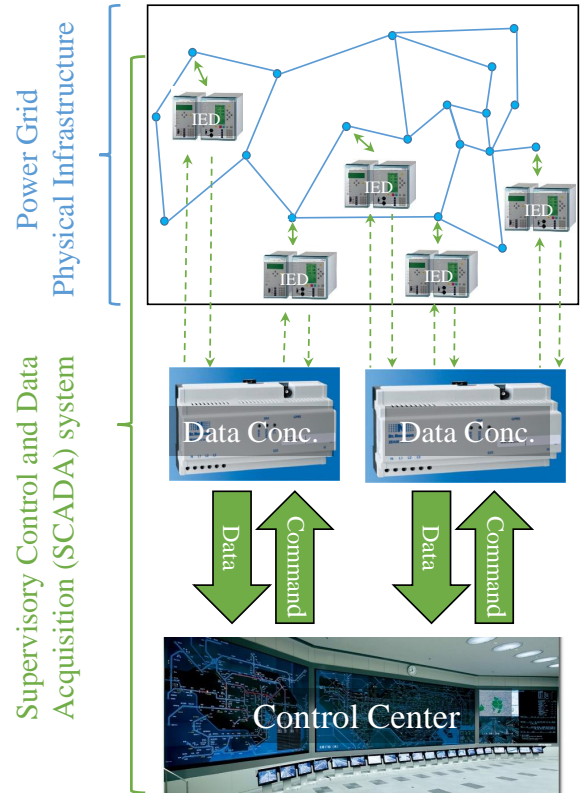 Power Grid
Physical Infrastructure
Supervisory Control and Data
Acquisition (SCADA) system
IED
IED
IED
IED
IED
Data Conc.
Data Conc.
Data
Command
Data
Command
Control Center